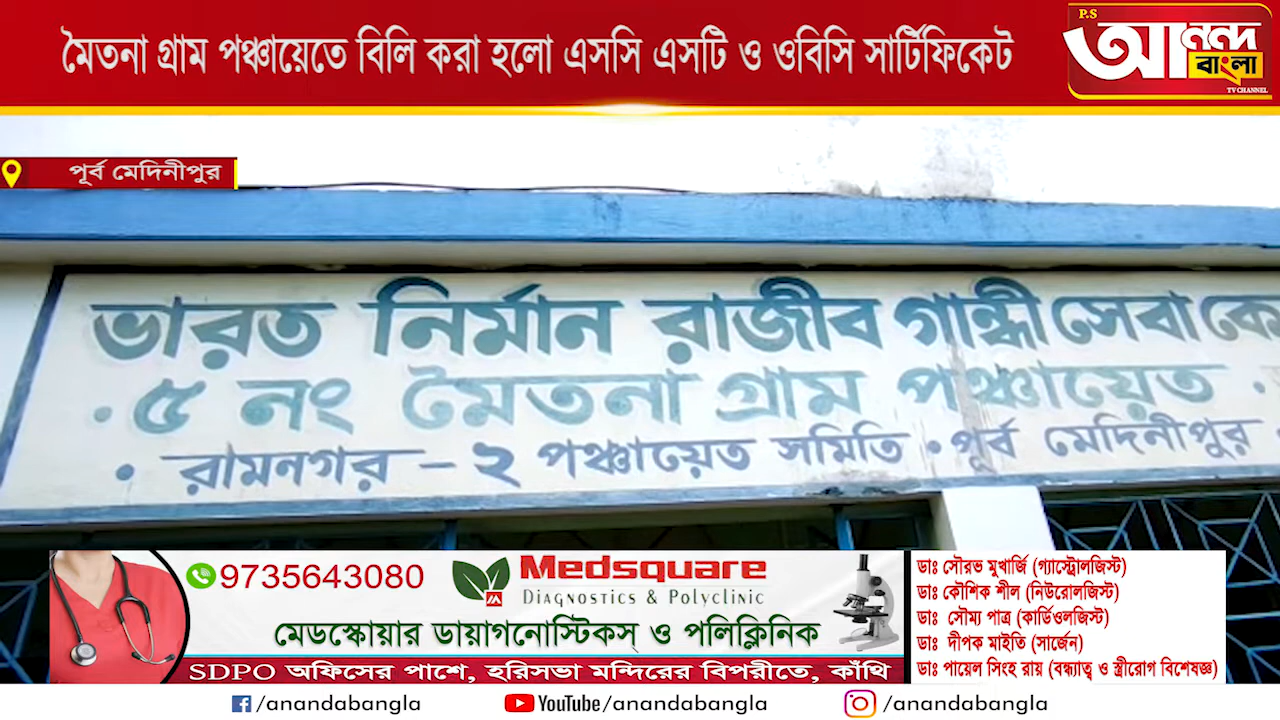 মৈতনা গ্রাম পঞ্চায়েতে বিলি করা হলো এসসি এসটি ও ওবিসি সার্টিফিকেট
P.S
আনন্দ
বাংলা
TV CHANNEL
পূর্ব মেদিনীপুর
ভারত নির্মান রাজীব গান্ধী সেবা কে
৫ নং মৈতনা গ্রাম পঞ্চায়েত
রামনগর - ২ পঞ্চায়েত সমিতি • পূর্ব মেদিনীপুর
9735643080
Medsquare
Diagnostics & Polyclinic
মেডস্কোয়ার ডায়াগনোস্টিকস্ ও পলিক্লিনিক
SDPO অফিসের পাশে, হরিসভা মন্দিরের বিপরীতে, কাঁথি
ডাঃ সৌরভ মুখার্জি (গ্যাস্ট্রোলজিস্ট)
ডাঃ কৌশিক শীল (নিউরোলজিস্ট)
ডাঃ সৌম্য পাত্র (কার্ডিওলজিস্ট)
ডাঃ দীপক মাইতি (সার্জেন)
ডাঃ পায়েল সিংহ রায় (বন্ধ্যাত্ব ও স্ত্রীরোগ বিশেষজ্ঞ)
/anandabangla
YouTube/anandabangla
/anandabangla